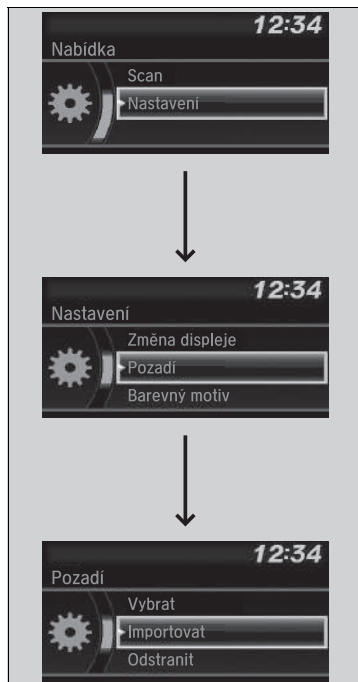 12:34
Nabídka
Scan
Nastavení
12:34
Nastavení
Změna displeje
Pozadí
Barevný motiv
12:34
Pozadí
Vybrat
Importovat
Odstranit